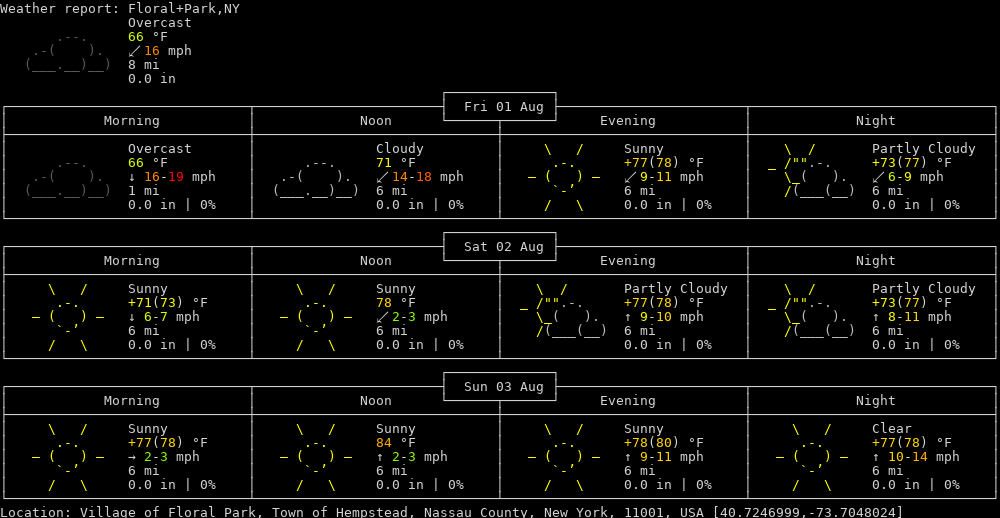 Weather report: Floral+Park,NY
Overcast
66 °F
↙ 16 mph
8 mi
0.0 in
Fri 01 Aug
Morning Noon Evening Night
Overcast Cloudy Sunny Partly Cloudy
66 °F 71 °F +77(78) °F +73(77) °F
↓ 16-19 mph ↙ 14-18 mph ↙ 9-11 mph ↙ 6-9 mph
1 mi 6 mi 6 mi 6 mi
0.0 in | 0% 0.0 in | 0% 0.0 in | 0% 0.0 in | 0%
Sat 02 Aug
Morning Noon Evening Night
Sunny Sunny Partly Cloudy Partly Cloudy
+71(73) °F 78 °F +77(78) °F +73(77) °F
↓ 6-7 mph ↙ 2-3 mph ↑ 9-10 mph ↑ 8-11 mph
6 mi 6 mi 6 mi 6 mi
0.0 in | 0% 0.0 in | 0% 0.0 in | 0% 0.0 in | 0%
Sun 03 Aug
Morning Noon Evening Night
Sunny Sunny Sunny Clear
+77(78) °F 84 °F +78(80) °F +77(78) °F
→ 2-3 mph ↑ 2-3 mph ↑ 9-11 mph ↑ 10-14 mph
6 mi 6 mi 6 mi 6 mi
0.0 in | 0% 0.0 in | 0% 0.0 in | 0% 0.0 in | 0%
Location: Village of Floral Park, Town of Hempstead, Nassau County, New York, 11001, USA [40.7246999,-73.7048024]